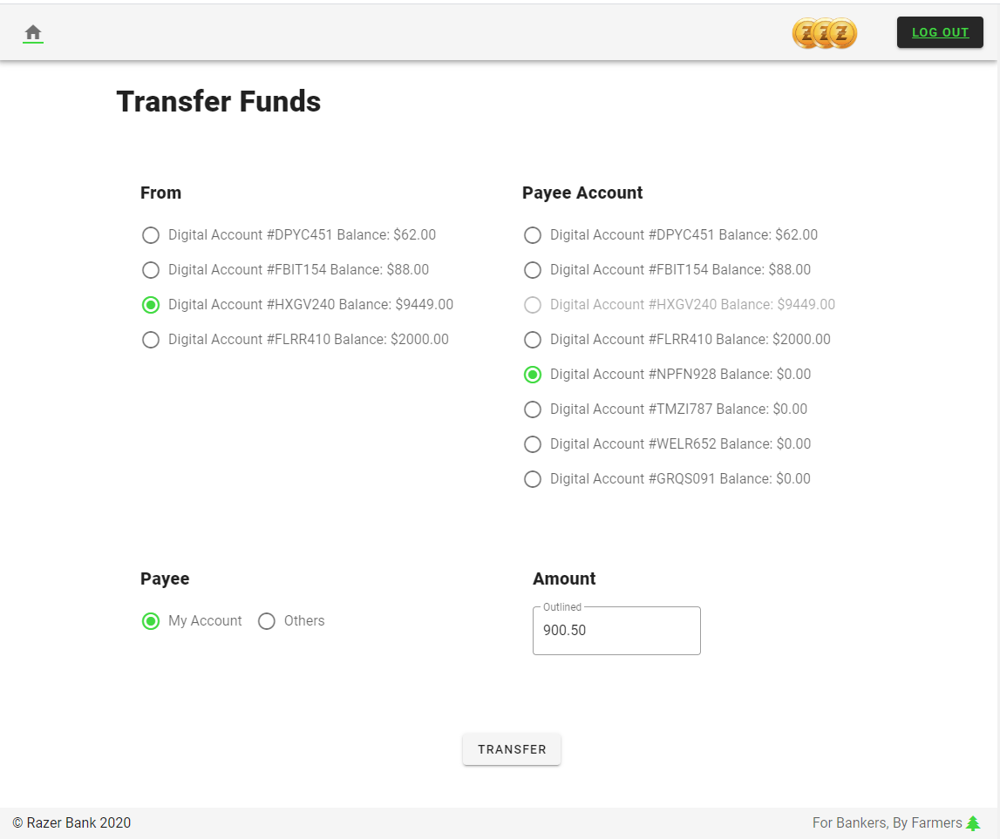 LOG OUT
Transfer Funds
From
Digital Account #DPYC451 Balance: $62.00
Digital Account #FBIT154 Balance: $88.00
Digital Account #HXGV240 Balance: $9449.00
Digital Account #FLRR410 Balance: $2000.00
Payee Account
Digital Account #DPYC451 Balance: $62.00
Digital Account #FBIT154 Balance: $88.00
Digital Account #HXGV240 Balance: $9449.00
Digital Account #FLRR410 Balance: $2000.00
Digital Account #NPFN928 Balance: $0.00
Digital Account #TMZI787 Balance: $0.00
Digital Account #WELR652 Balance: $0.00
Digital Account #GRQS091 Balance: $0.00
Payee
My Account Others
Amount
Outlined
900.50
TRANSFER
© Razer Bank 2020
For Bankers, By Farmers